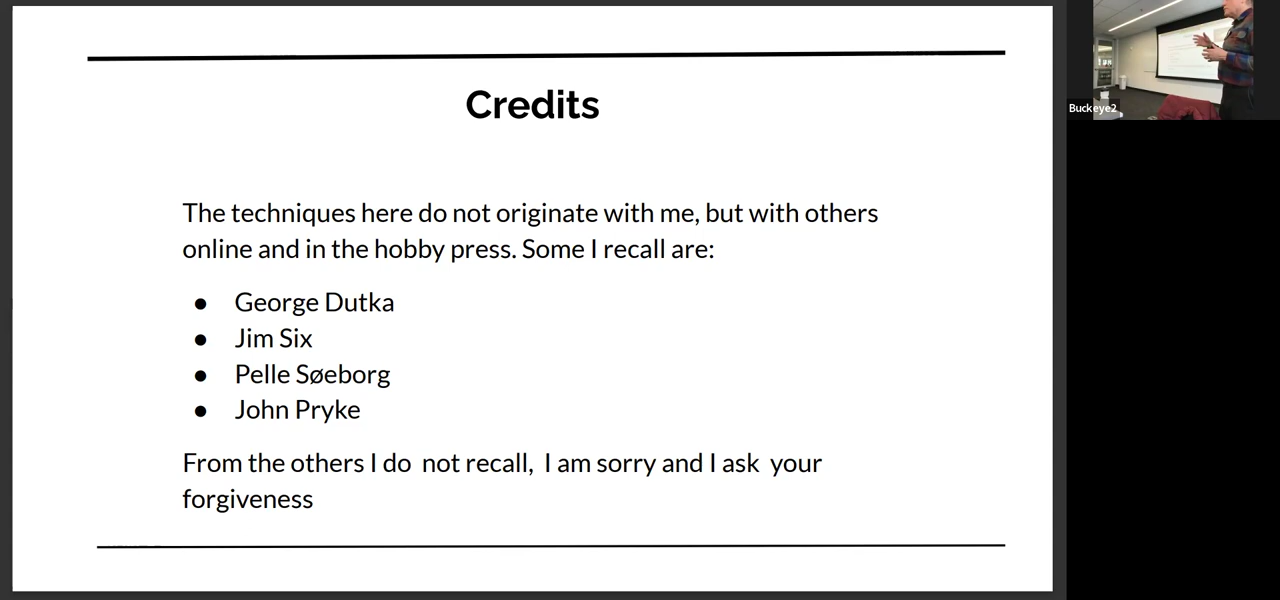 Credits
The techniques here do not originate with me, but with others
online and in the hobby press. Some I recall are:
● George Dutka
● Jim Six
● Pelle Søeborg
● John Pryke
From the others I do  not recall,  I am sorry and I ask  your
forgiveness
Buckeye2